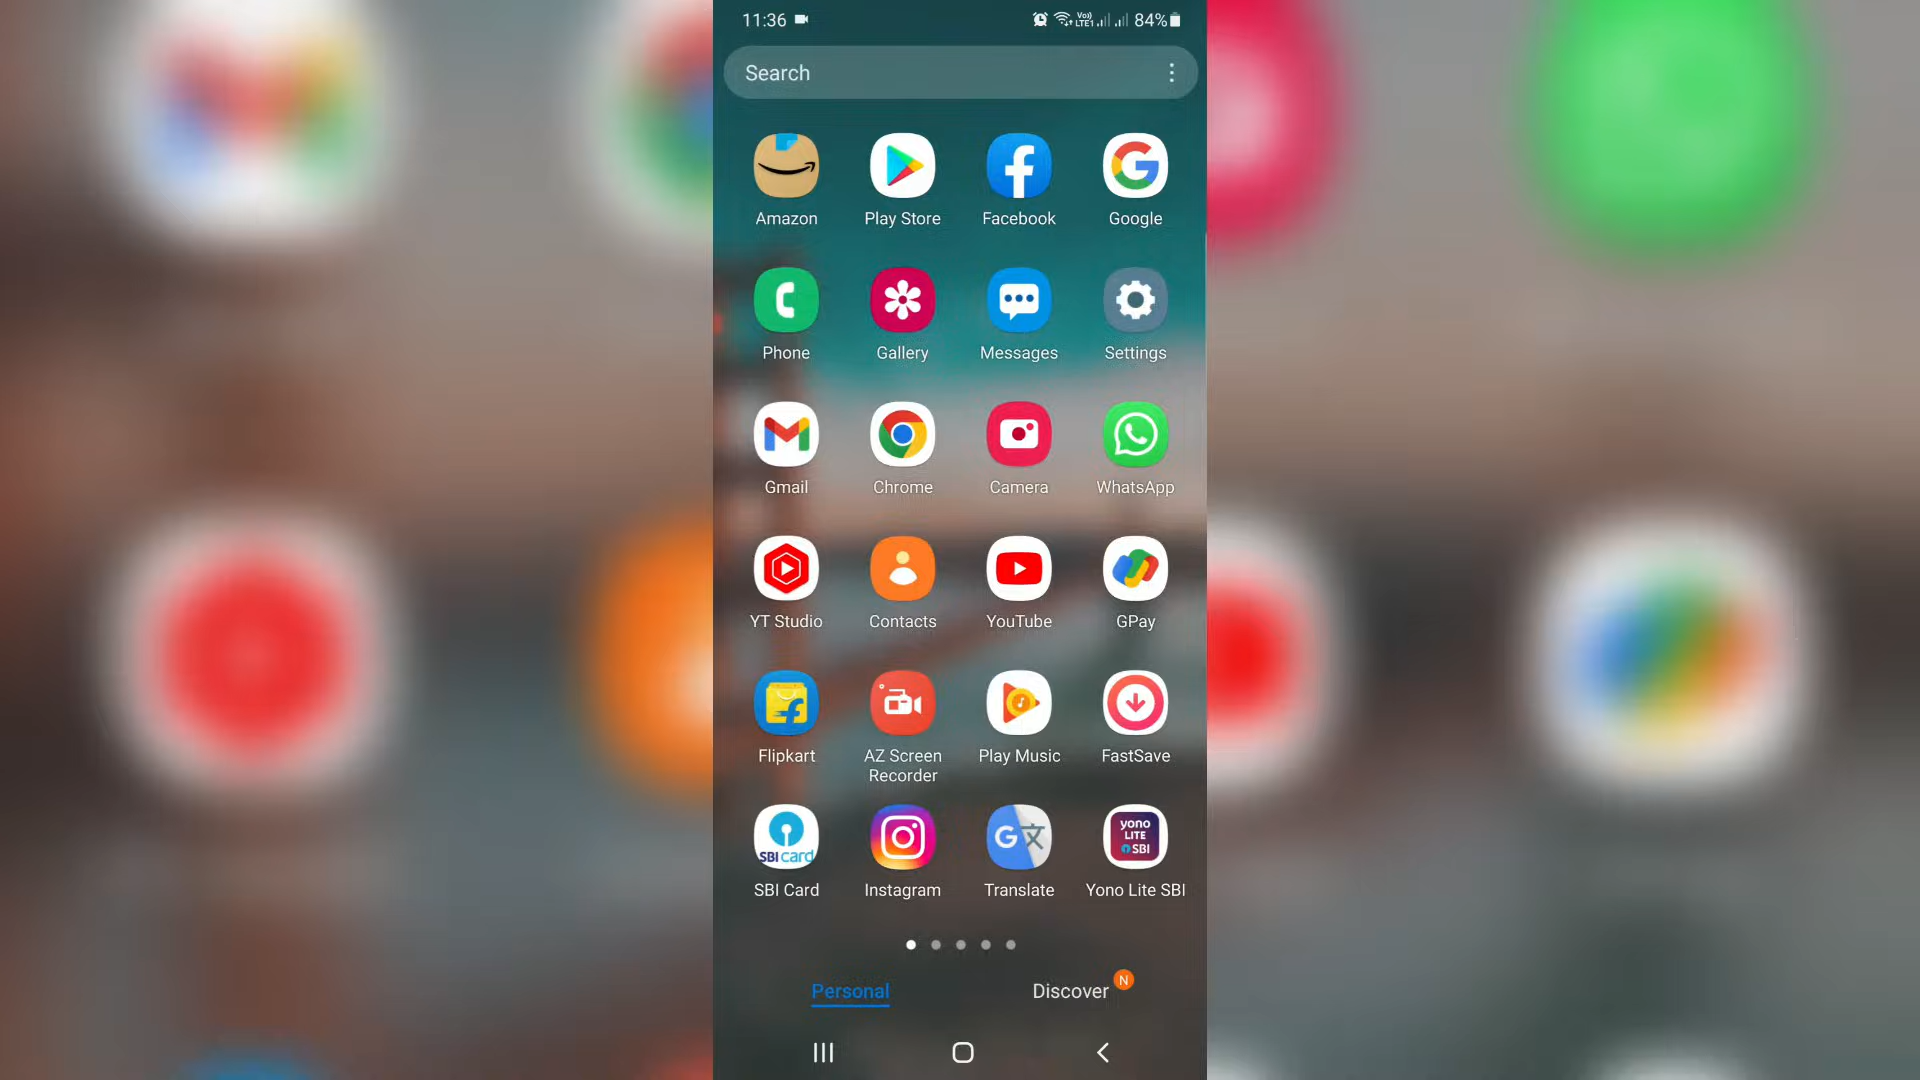 11:36
Vo)) LTE1 84%
Search
Amazon Play Store Facebook Google
Phone Gallery Messages Settings
Gmail Chrome Camera WhatsApp
YT Studio Contacts YouTube GPay
Flipkart AZ Screen Recorder Play Music FastSave
SBI card
yono
LITE
SBI
SBI Card Instagram Translate Yono Lite SBI
Personal Discover N